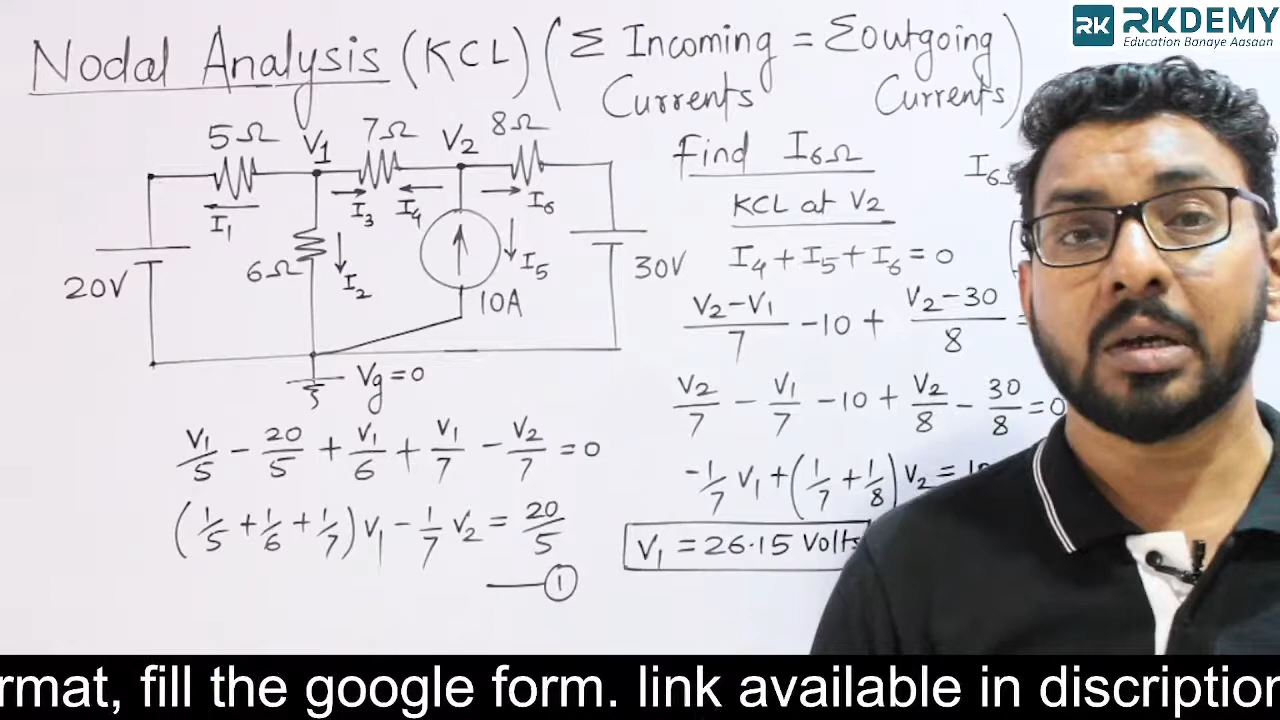 RK RKDEMY
Education Banaye Aasaan
Nodal Analysis (KCL) ( Σ Incoming Currents = Σ outgoing Currents )
5Ω V1 7Ω V2 8Ω
I1 I3 I4 I6
6Ω I2 I5
20V 10A 30V
Vg = 0
V1/5 - 20/5 + V1/6 + V1/7 - V2/7 = 0
(1/5 + 1/6 + 1/7) V1 - 1/7 V2 = 20/5
1
Find I6Ω
KCL at V2
I4 + I5 + I6 = 0
V2-V1/7 - 10 + V2-30/8 =
V2/7 - V1/7 - 10 + V2/8 - 30/8 = 0
-1/7 V1 + (1/7 + 1/8) V2 =
V1 = 26.15 Volts
format, fill the google form. link available in discription